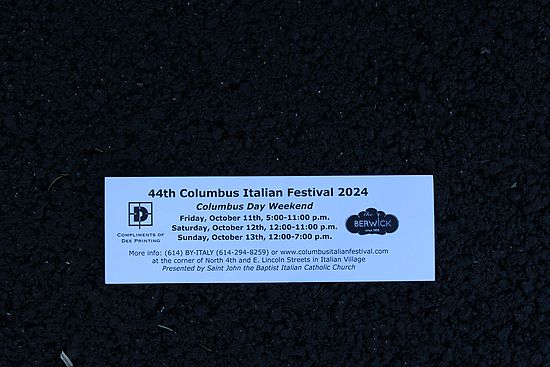 44th Columbus Italian Festival 2024
Columbus Day Weekend
Friday, October 11th, 5:00-11:00 p.m.
Saturday, October 12th, 12:00-11:00 p.m.
Sunday, October 13th, 12:00-7:00 p.m.
D
COMPLIMENTS OF
DEE PRINTING
the
BERWICK
since 1955
More info: (614) BY-ITALY (614-294-8259) or www.columbusitalianfestival.com
at the corner of North 4th and E. Lincoln Streets in Italian Village
Presented by Saint John the Baptist Italian Catholic Church